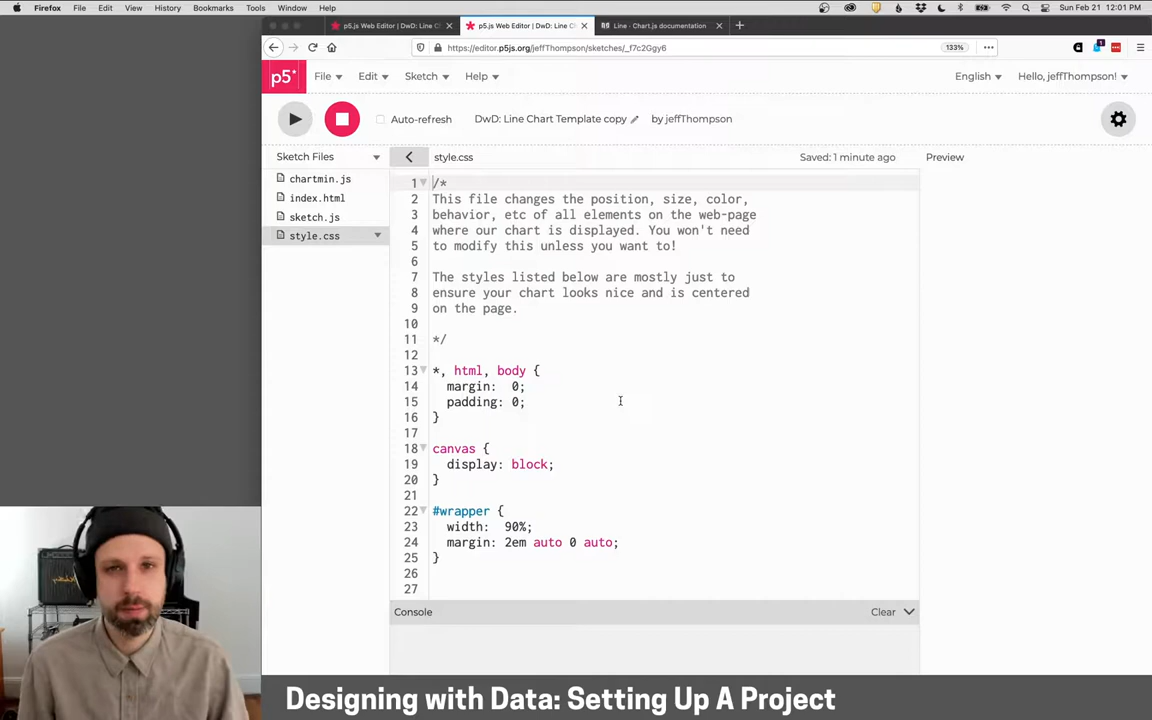 Firefox File Edit View History Bookmarks Tools Window Help
Sun Feb 21 12:01 PM
p5.js Web Editor | DwD: Line C
p5.js Web Editor | DwD: Line C
Line · Chart.js documentation
https://editor.p5js.org/jeffThompson/sketches/_f7c2Ggy6
133%
p5* File Edit Sketch Help English Hello, jeffThompson!
Auto-refresh DwD: Line Chart Template copy by jeffThompson
Sketch Files style.css Saved: 1 minute ago Preview
chartmin.js
index.html
sketch.js
style.css
1 /*
2 This file changes the position, size, color,
3 behavior, etc of all elements on the web-page
4 where our chart is displayed. You won't need
5 to modify this unless you want to!
6
7 The styles listed below are mostly just to
8 ensure your chart looks nice and is centered
9 on the page.
10
11 */
12
13 *, html, body {
14 margin: 0;
15 padding: 0;
16 }
17
18 canvas {
19 display: block;
20 }
21
22 #wrapper {
23 width: 90%;
24 margin: 2em auto 0 auto;
25 }
26
27
Console Clear
Designing with Data: Setting Up A Project